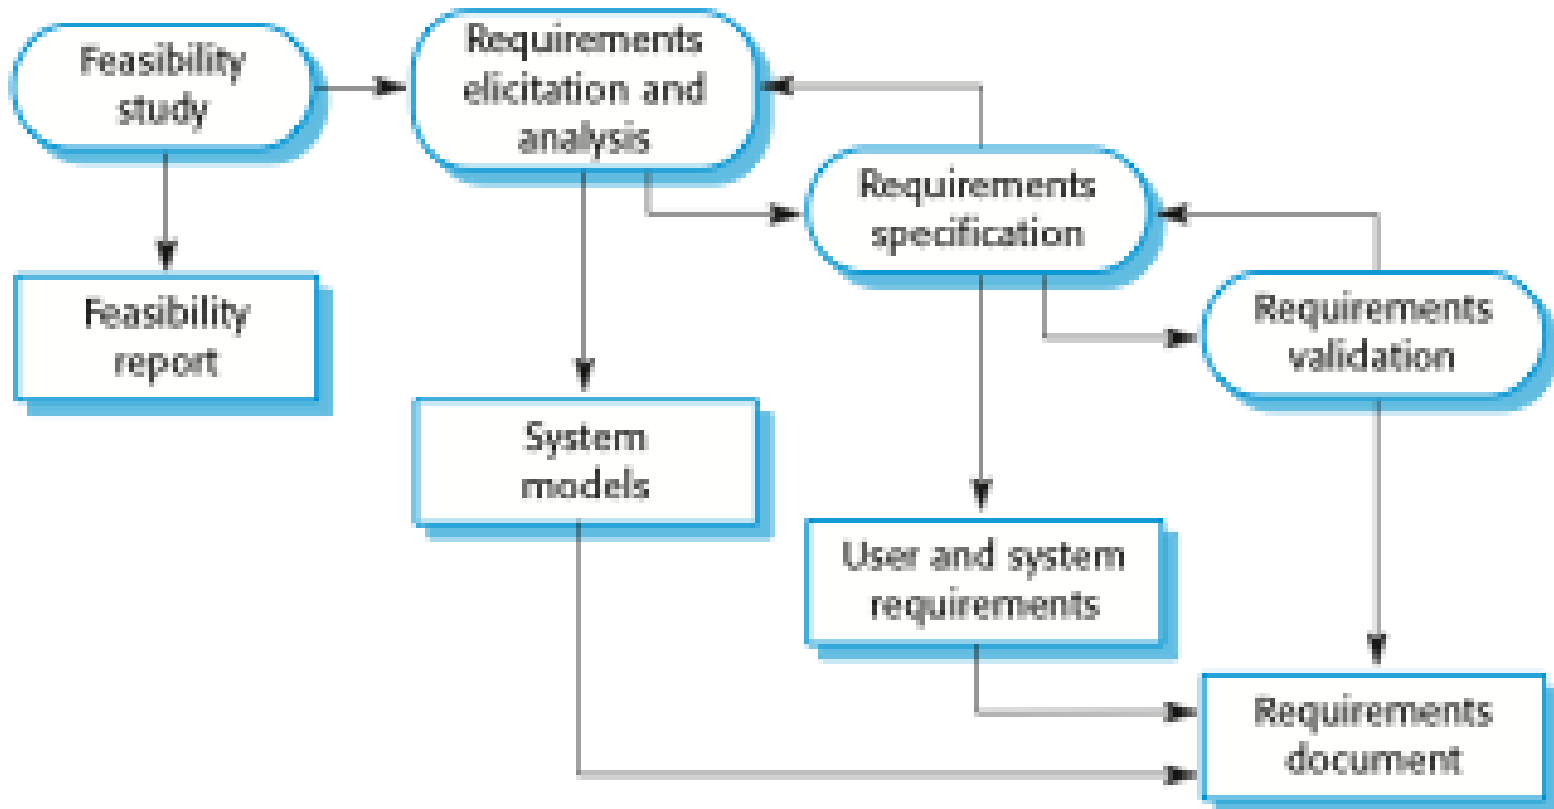 Feasibility
study
Requirements
elicitation and
analysis
Requirements
specification
Requirements
validation
Feasibility
report
System
models
User and system
requirements
Requirements
document